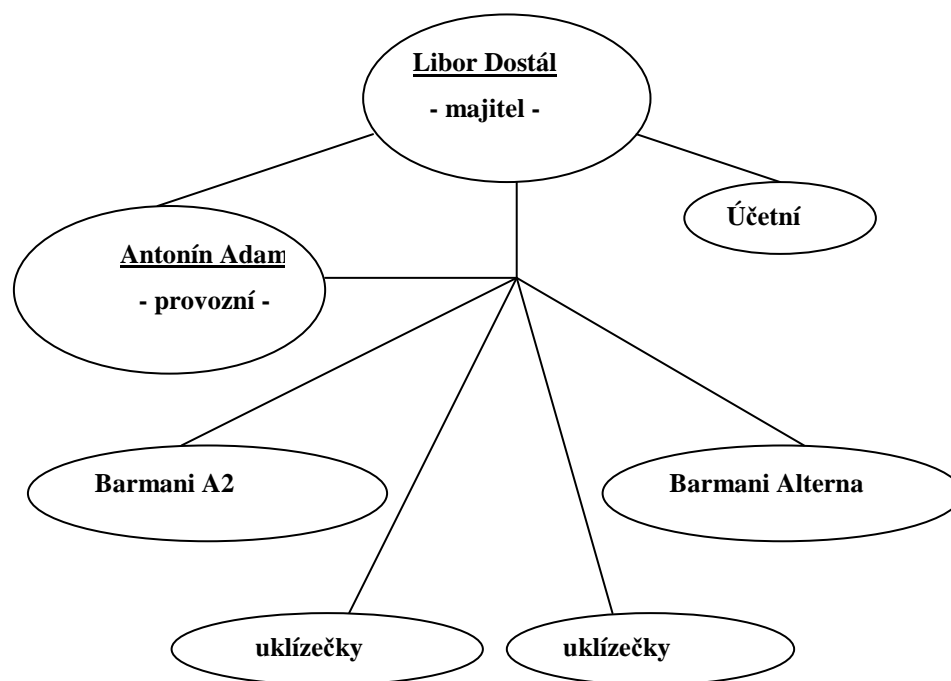 Libor Dostál
- majitel -
Účetní
Antonín Adam
- provozní -
Barmani A2
Barmani Alterna
uklízečky
uklízečky